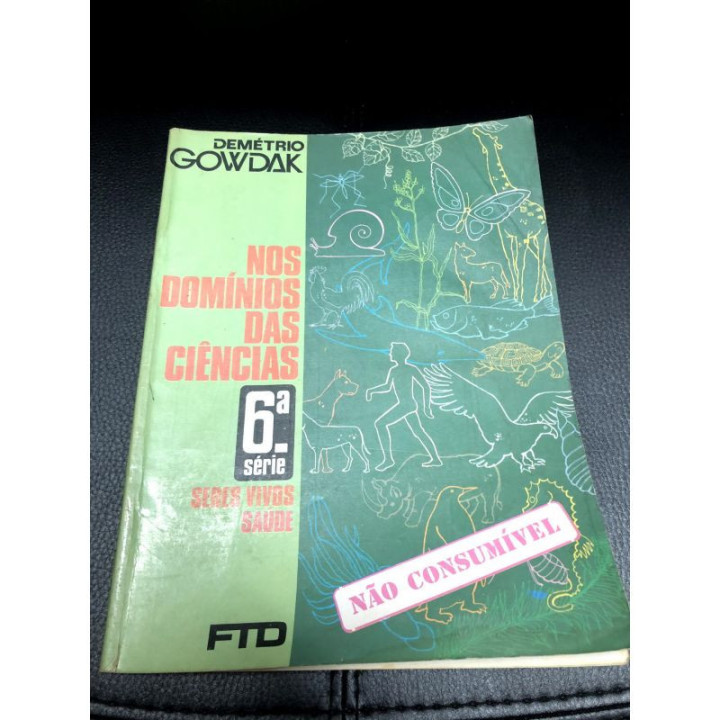 DEMÉTRIO
GOWDAK
NOS
DOMÍNIOS
DAS
CIÊNCIAS
6ª
série
SERES VIVOS
SAÚDE
NÃO CONSUMÍVEL
FTD